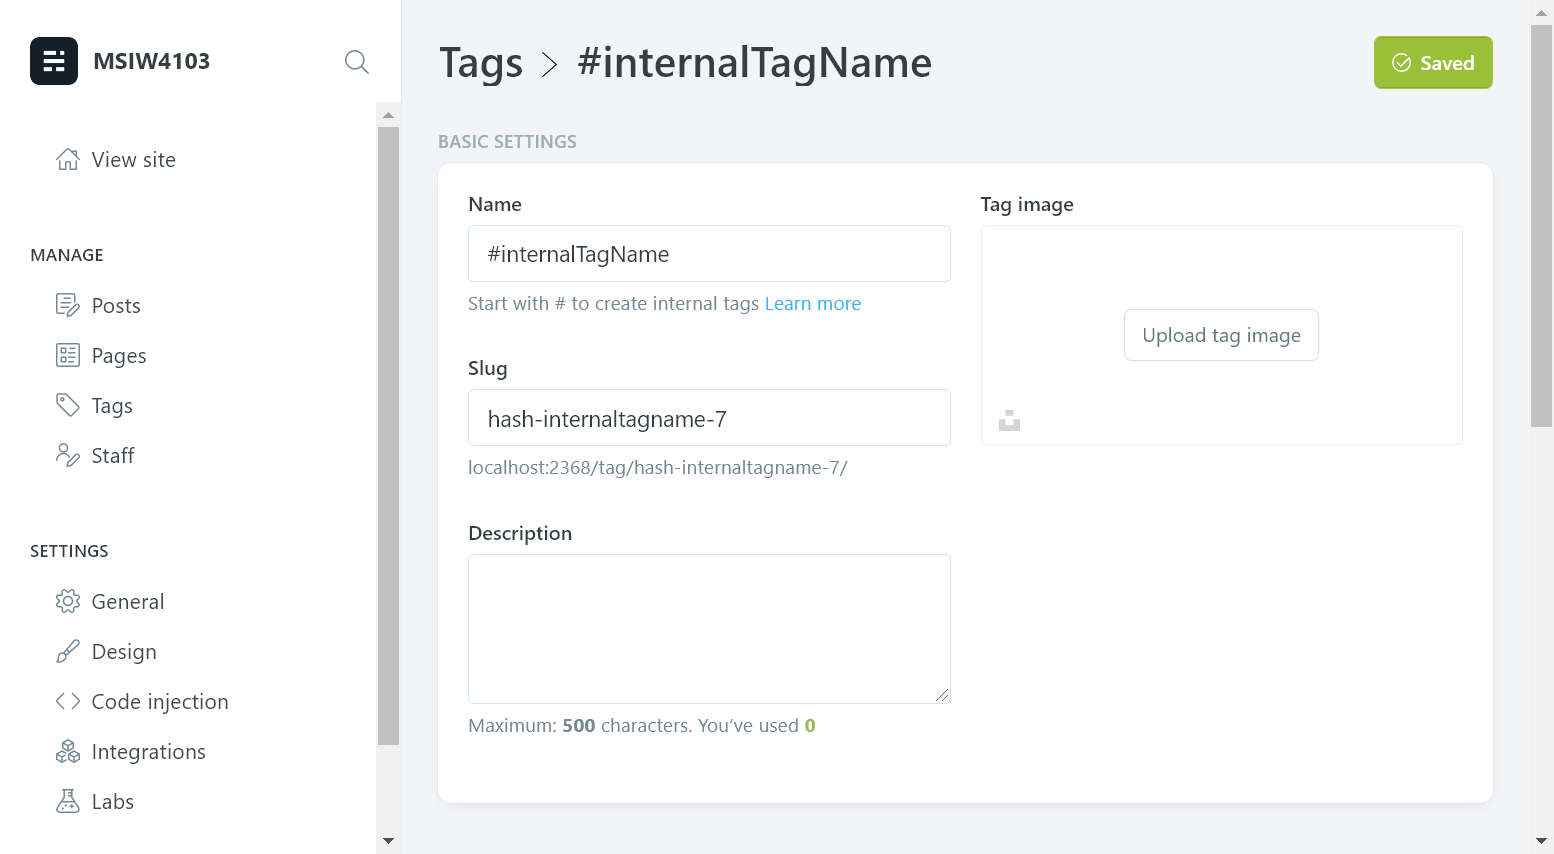 MSIW4103
View site
MANAGE
Posts
Pages
Tags
Staff
SETTINGS
General
Design
Code injection
Integrations
Labs
Tags > #internalTagName
Saved
BASIC SETTINGS
Name
#internalTagName
Start with # to create internal tags Learn more
Slug
hash-internaltagname-7
localhost:2368/tag/hash-internaltagname-7/
Description
Maximum: 500 characters. You’ve used 0
Tag image
Upload tag image